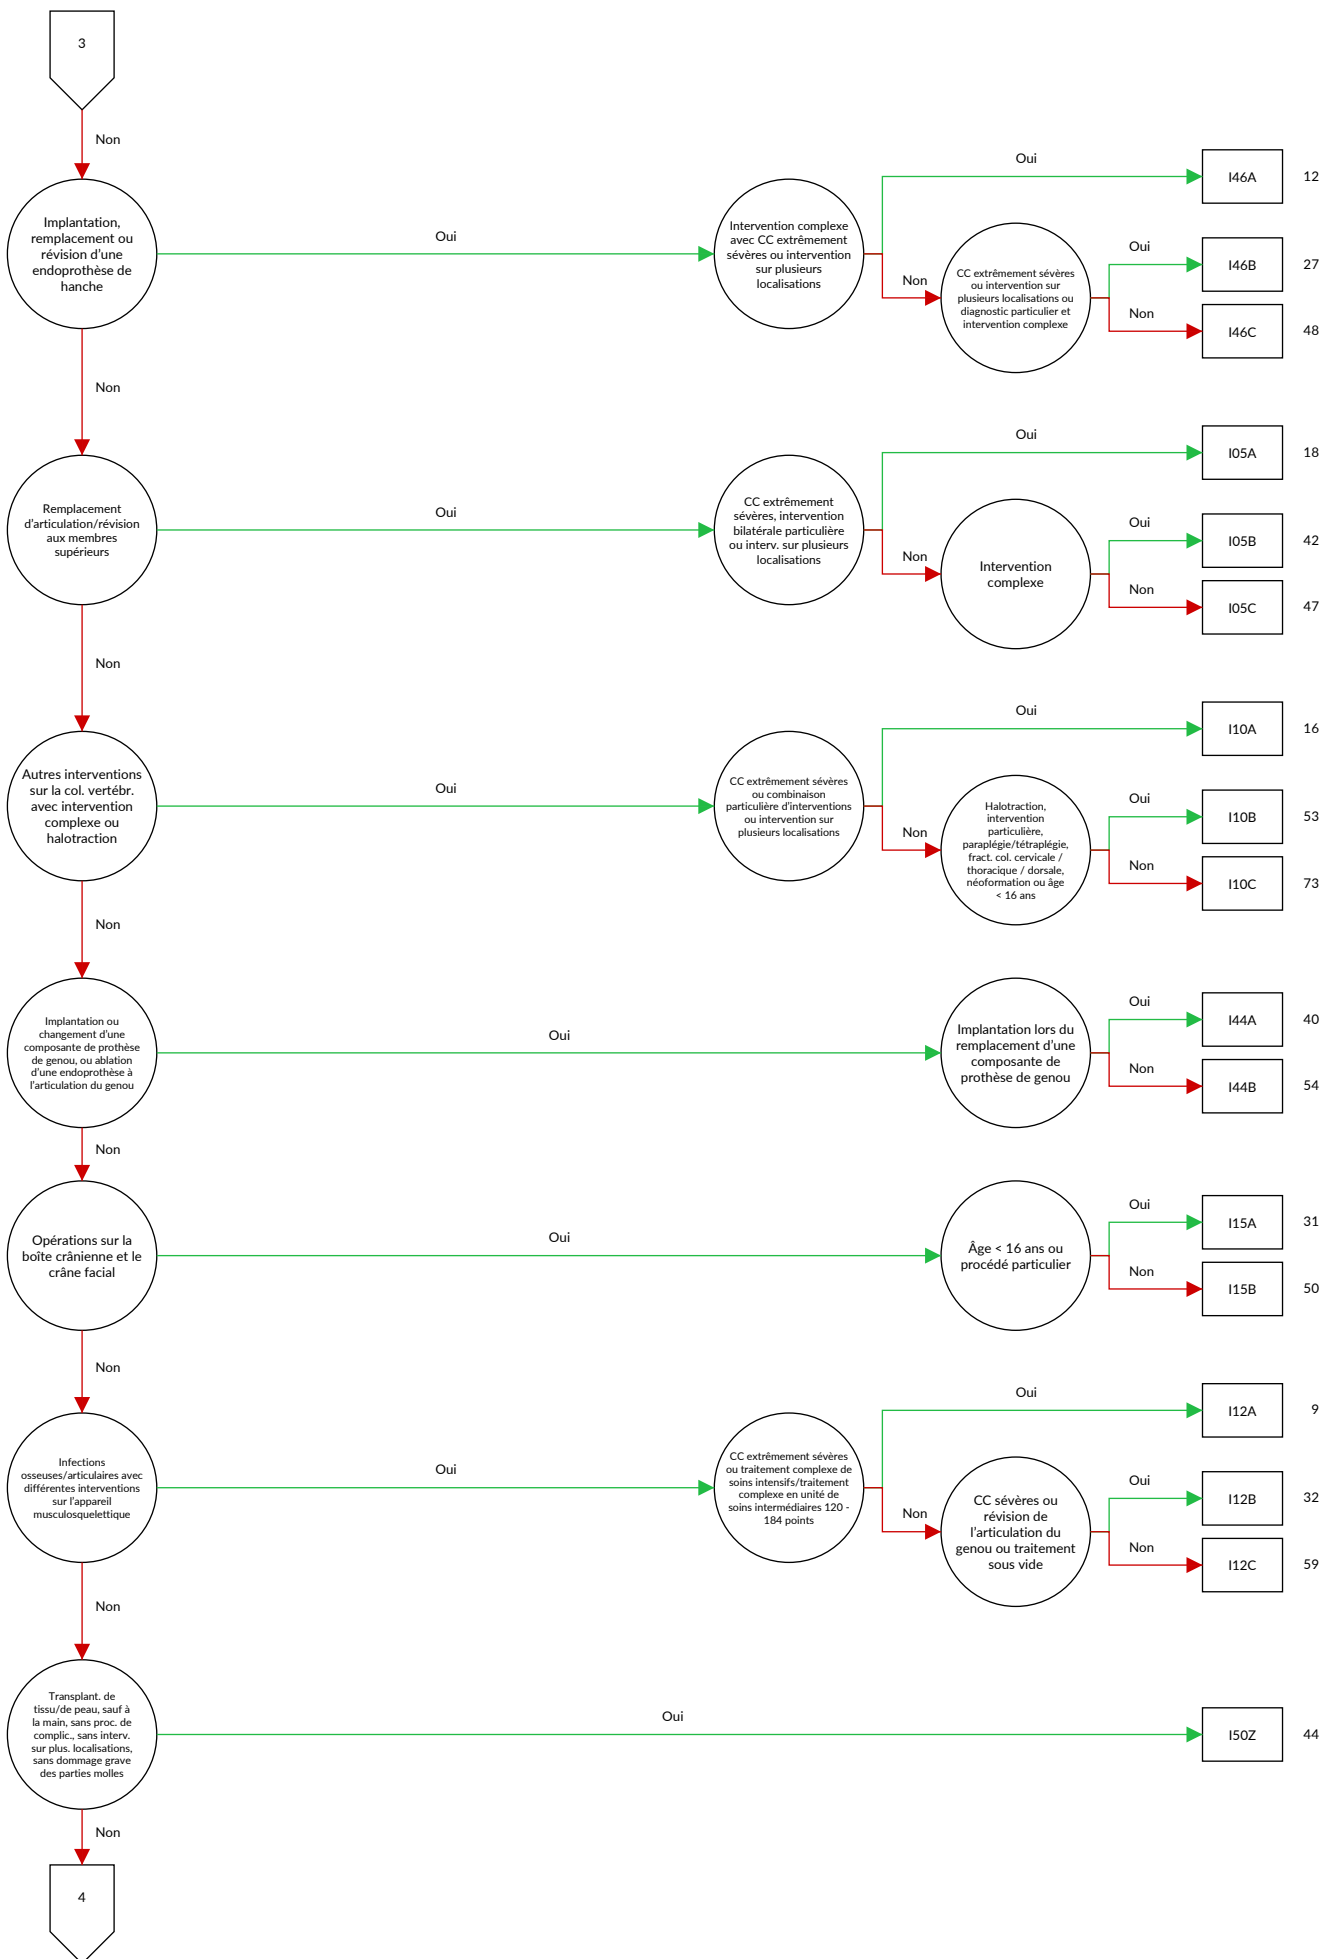 3
Non
Implantation,
remplacement ou
révision d'une
endoprothèse de
hanche
Oui
Intervention complexe
avec CC extrêmement
sévères ou intervention
sur plusieurs
localisations
Oui
I46A
12
Non
CC extrêmement sévères
ou intervention sur
plusieurs localisations ou
diagnostic particulier et
intervention complexe
Oui
I46B
27
Non
I46C
48
Non
Remplacement
d'articulation/révision
aux membres
supérieurs
Oui
CC extrêmement
sévères, intervention
bilatérale particulière
ou interv. sur plusieurs
localisations
Oui
I05A
18
Non
Intervention
complexe
Oui
I05B
42
Non
I05C
47
Non
Autres interventions
sur la col. vertébr.
avec intervention
complexe ou
halotraction
Oui
CC extrêmement sévères
ou combinaison
particulière d'interventions
ou intervention sur
plusieurs localisations
Oui
I10A
16
Non
Halotraction,
intervention
particulière,
paraplégie/tétraplégie,
fract. col. cervicale /
thoracique / dorsale,
néoformation ou âge
< 16 ans
Oui
I10B
53
Non
I10C
73
Non
Implantation ou
changement d'une
composante de prothèse
de genou, ou ablation
d'une endoprothèse à
l'articulation du genou
Oui
Implantation lors du
remplacement d'une
composante de
prothèse de genou
Oui
I44A
40
Non
I44B
54
Non
Opérations sur la
boîte crânienne et le
crâne facial
Oui
Âge < 16 ans ou
procédé particulier
Oui
I15A
31
Non
I15B
50
Non
Infections
osseuses/articulaires avec
différentes interventions
sur l'appareil
musculosquelettique
Oui
CC extrêmement sévères
ou traitement complexe de
soins intensifs/traitement
complexe en unité de
soins intermédiaires 120 -
184 points
Oui
I12A
9
Non
CC sévères ou
révision de
l'articulation du
genou ou traitement
sous vide
Oui
I12B
32
Non
I12C
59
Non
Transplant. de
tissu/de peau, sauf à
la main, sans proc. de
complic., sans interv.
sur plus. localisations,
sans dommage grave
des parties molles
Oui
I50Z
44
Non
4